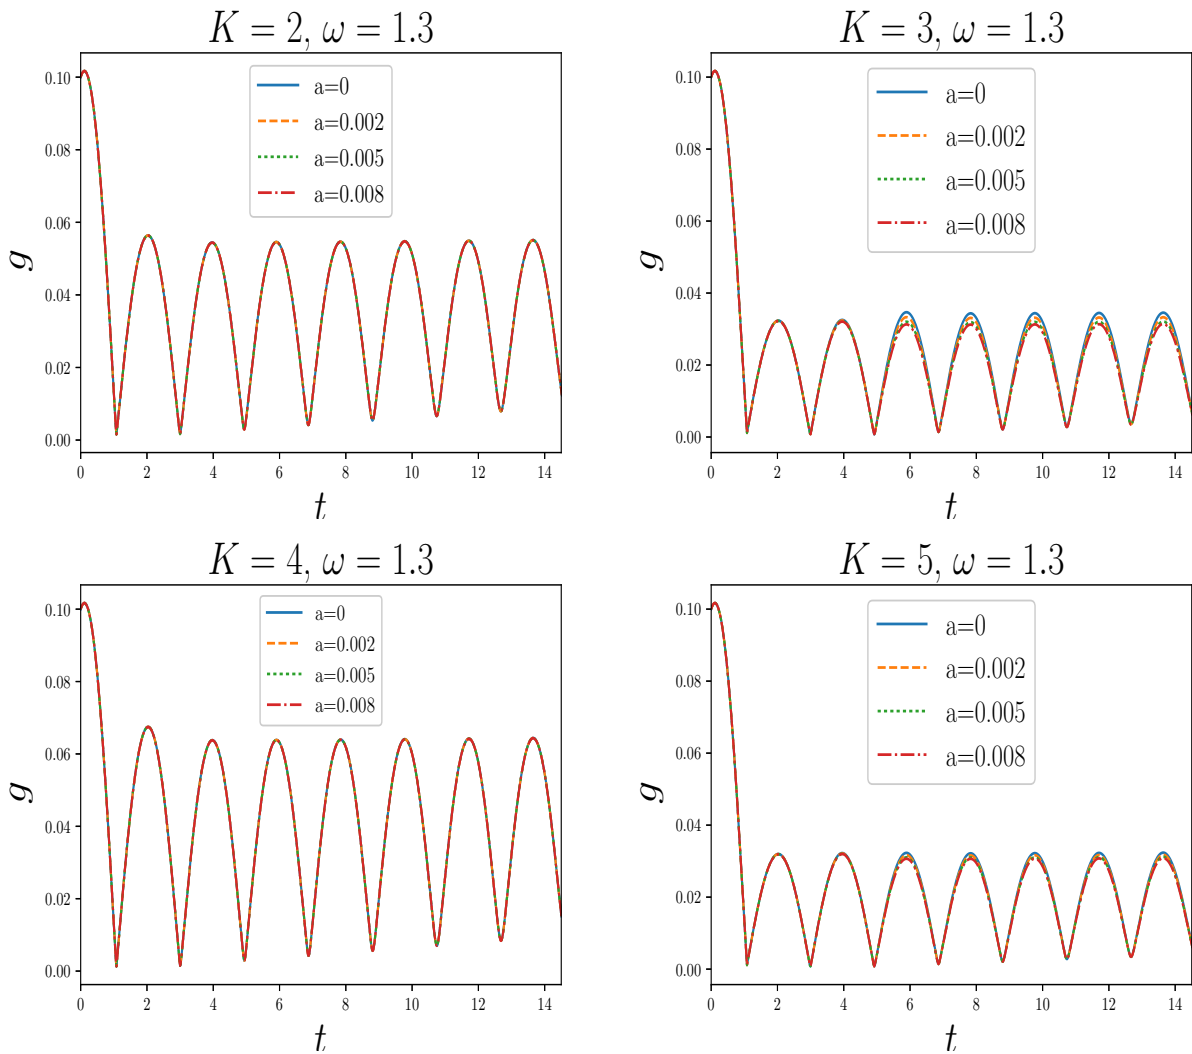 K = 2, ω = 1.3
a=0
a=0.002
a=0.005
a=0.008
0.10
0.08
0.06
0.04
0.02
0.00
g
0 2 4 6 8 10 12 14
t
K = 3, ω = 1.3
a=0
a=0.002
a=0.005
a=0.008
0.10
0.08
0.06
0.04
0.02
0.00
g
0 2 4 6 8 10 12 14
t
K = 4, ω = 1.3
a=0
a=0.002
a=0.005
a=0.008
0.10
0.08
0.06
0.04
0.02
0.00
g
0 2 4 6 8 10 12 14
t
K = 5, ω = 1.3
a=0
a=0.002
a=0.005
a=0.008
0.10
0.08
0.06
0.04
0.02
0.00
g
0 2 4 6 8 10 12 14
t